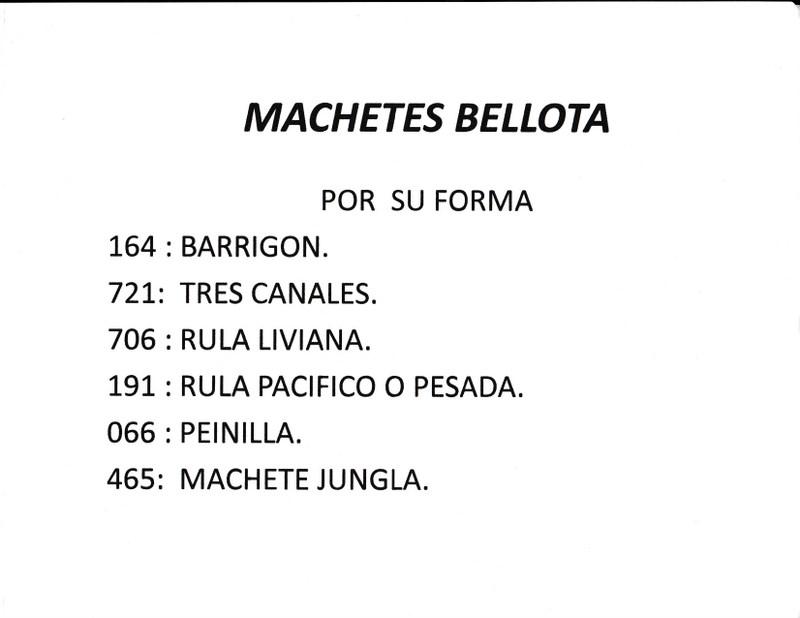 MACHETES BELLOTA
POR SU FORMA
164 : BARRIGON.
721: TRES CANALES.
706 : RULA LIVIANA.
191 : RULA PACIFICO O PESADA.
066 : PEINILLA.
465: MACHETE JUNGLA.